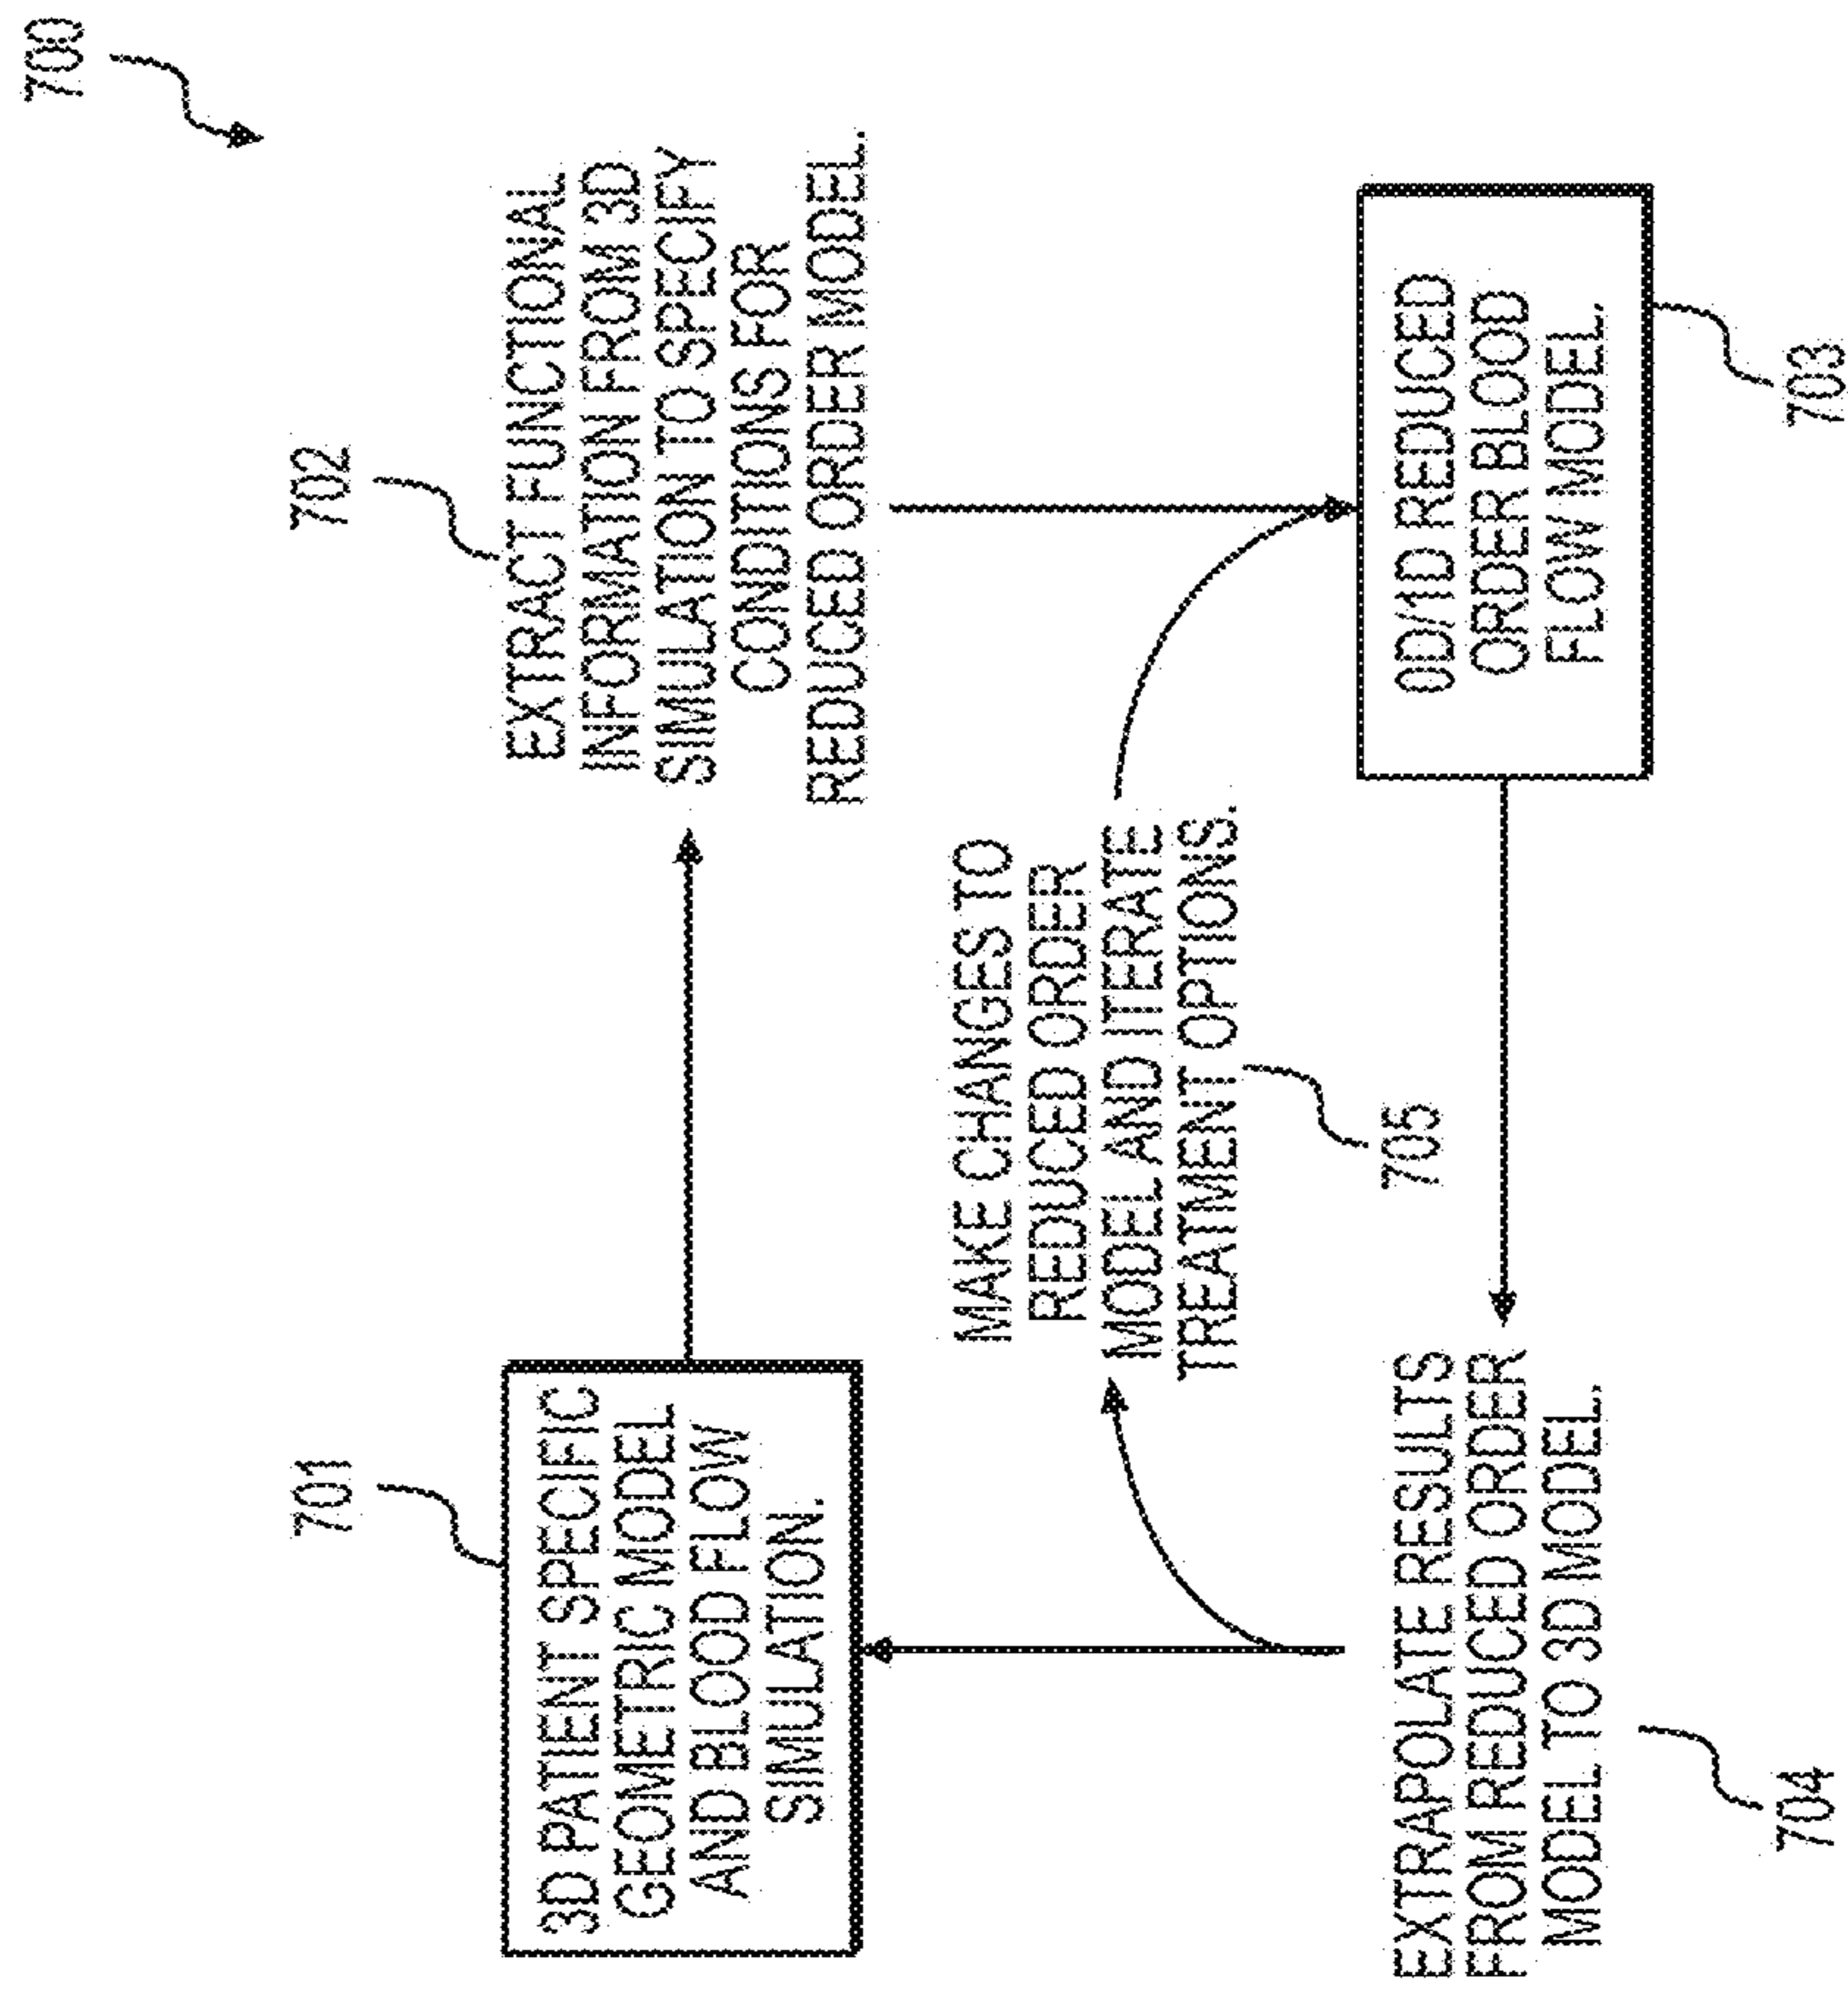 700
701
3D PATIENT SPECIFIC
GEOMETRIC MODEL
AND BLOOD FLOW
SIMULATION.
702
EXTRACT FUNCTIONAL
INFORMATION FROM 3D
SIMULATION TO SPECIFY
CONDITIONS FOR
REDUCED ORDER MODEL.
MAKE CHANGES TO
REDUCED ORDER
MODEL AND ITERATE
TREATMENT OPTIONS.
705
EXTRAPOLATE RESULTS
FROM REDUCED ORDER
MODEL TO 3D MODEL.
704
0D/1D REDUCED
ORDER BLOOD
FLOW MODEL.
703